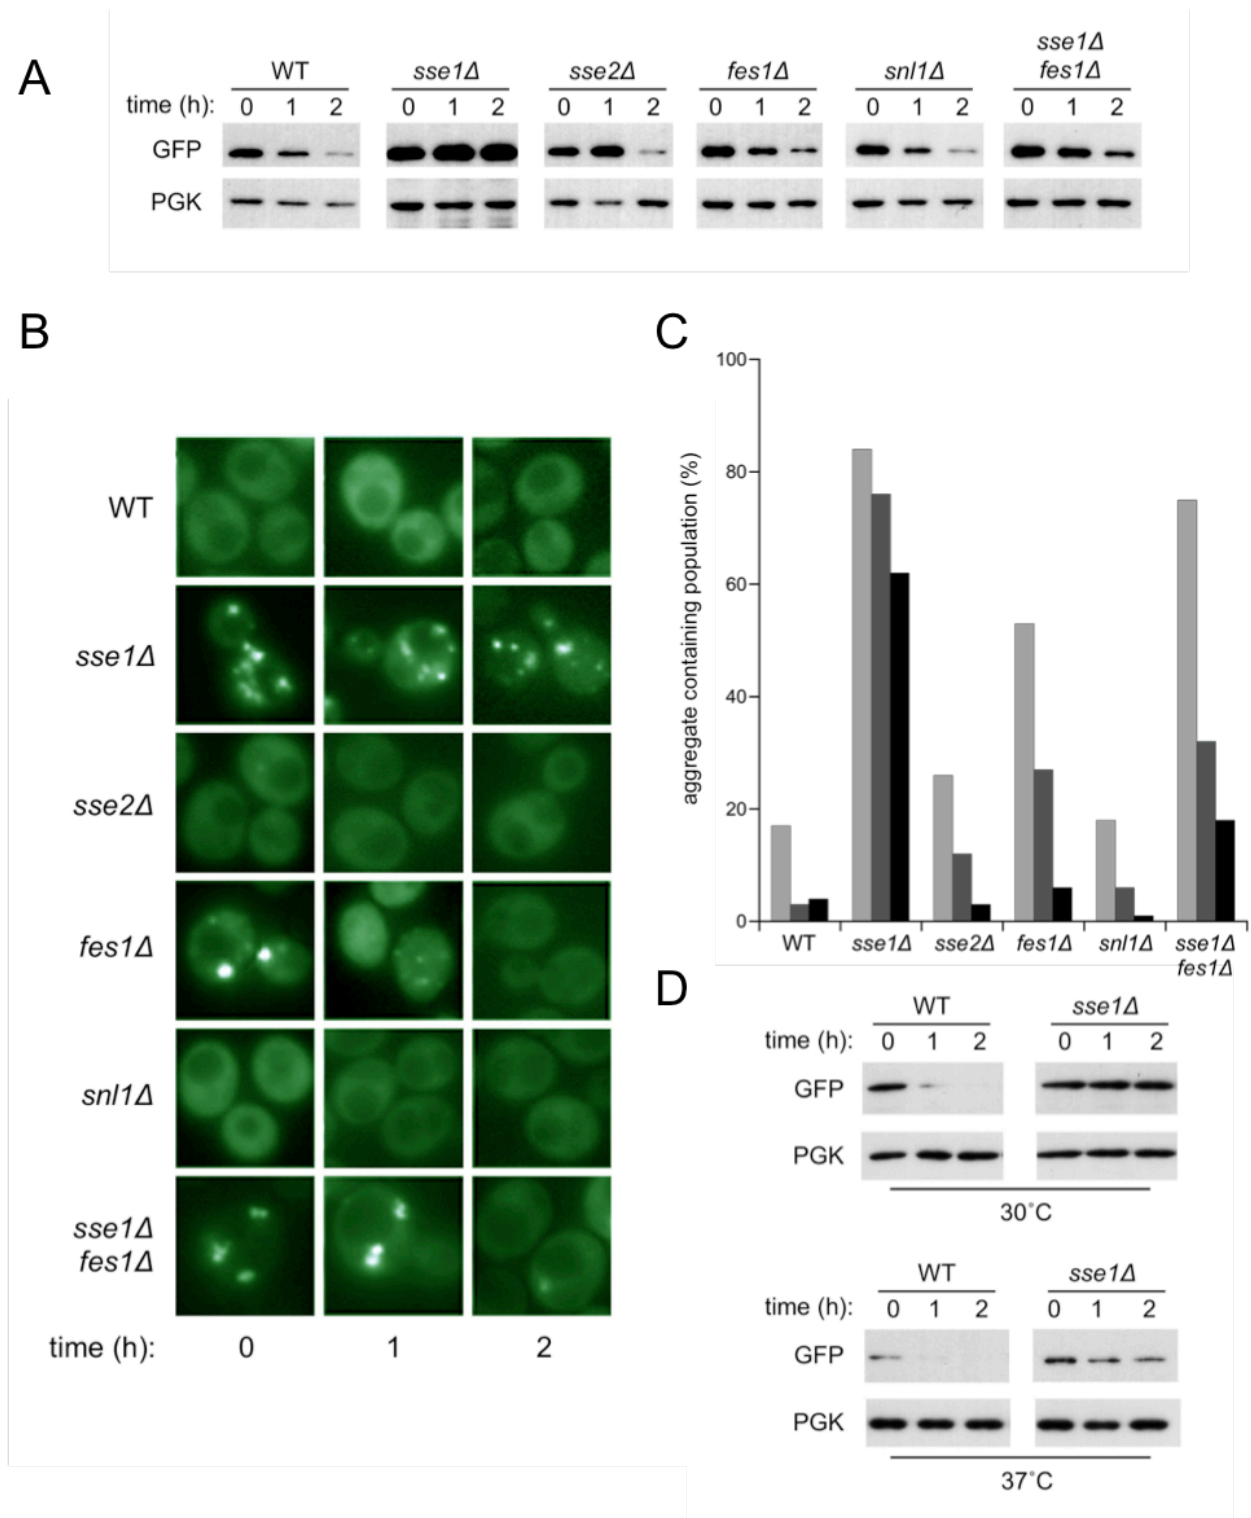 A
WT sse1Δ sse2Δ fes1Δ snl1Δ sse1Δ
fes1Δ
time (h): 0 1 2 0 1 2 0 1 2 0 1 2 0 1 2 0 1 2
GFP
PGK
B
WT
sse1Δ
sse2Δ
fes1Δ
snl1Δ
sse1Δ
fes1Δ
time (h): 0 1 2
C
aggregate containing population (%)
100
80
60
40
20
0
WT sse1Δ sse2Δ fes1Δ snl1Δ sse1Δ
fes1Δ
D
WT sse1Δ
time (h): 0 1 2 0 1 2
GFP
PGK
30˚C
WT sse1Δ
time (h): 0 1 2 0 1 2
GFP
PGK
37˚C